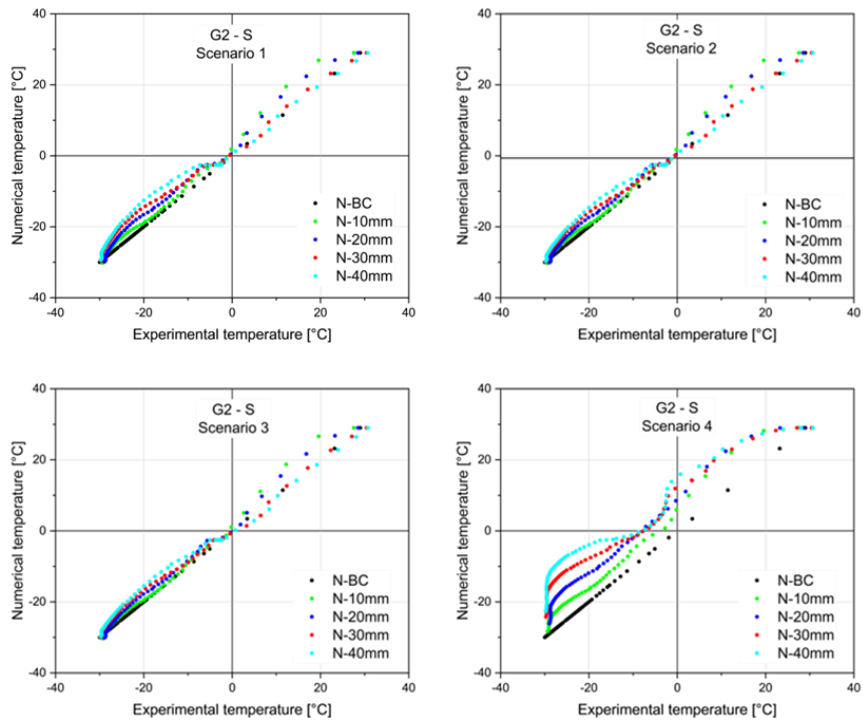 G2 - S
Scenario 1
Numerical temperature [°C]
40
20
0
-20
-40
N-BC
N-10mm
N-20mm
N-30mm
N-40mm
-40
-20
0
20
40
Experimental temperature [°C]
G2 - S
Scenario 2
Numerical temperature [°C]
40
20
0
-20
-40
N-BC
N-10mm
N-20mm
N-30mm
N-40mm
-40
-20
0
20
40
Experimental temperature [°C]
G2 - S
Scenario 3
Numerical temperature [°C]
40
20
0
-20
-40
N-BC
N-10mm
N-20mm
N-30mm
N-40mm
-40
-20
0
20
40
Experimental temperature [°C]
G2 - S
Scenario 4
Numerical temperature [°C]
40
20
0
-20
-40
N-BC
N-10mm
N-20mm
N-30mm
N-40mm
-40
-20
0
20
40
Experimental temperature [°C]